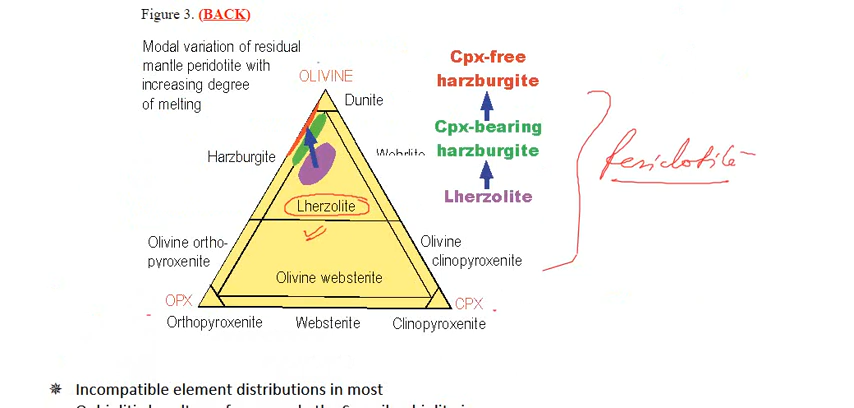 Figure 3. (BACK)
Modal variation of residual
mantle peridotite with
increasing degree
of melting
OLIVINE
Dunite
Harzburgite
Wehrlite
Lherzolite
Olivine ortho-
pyroxenite
Olivine
clinopyroxenite
Olivine websterite
OPX
CPX
Orthopyroxenite
Websterite
Clinopyroxenite
Cpx-free
harzburgite
Cpx-bearing
harzburgite
Lherzolite
Peridotite
⁕ Incompatible element distributions in most